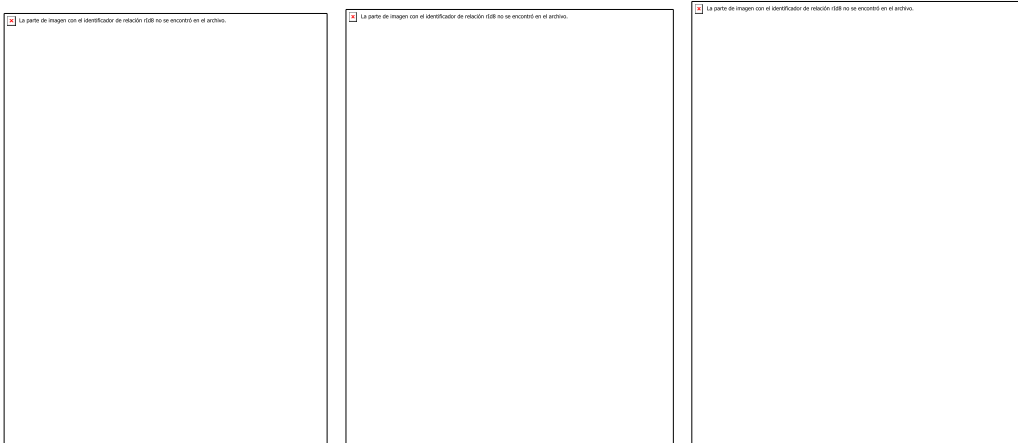 La parte de imagen con el identificador de relación rId8 no se encontró en el archivo.
La parte de imagen con el identificador de relación rId8 no se encontró en el archivo.
La parte de imagen con el identificador de relación rId8 no se encontró en el archivo.